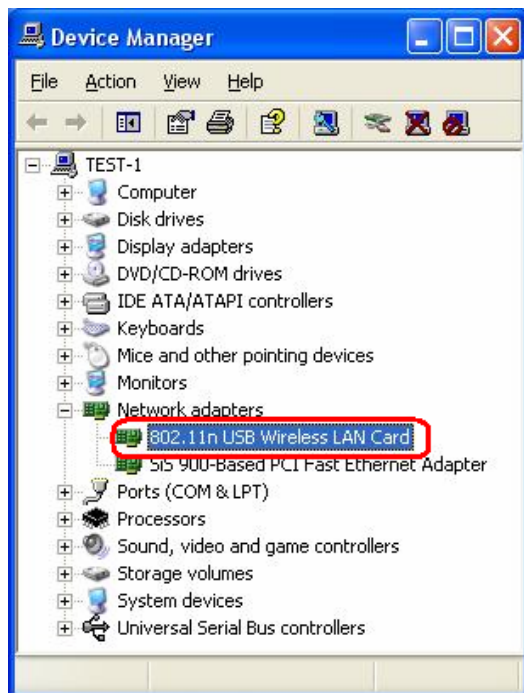 Device Manager
File Action View Help
TEST-1
Computer
Disk drives
Display adapters
DVD/CD-ROM drives
IDE ATA/ATAPI controllers
Keyboards
Mice and other pointing devices
Monitors
Network adapters
802.11n USB Wireless LAN Card
SiS 900-Based PCI Fast Ethernet Adapter
Ports (COM & LPT)
Processors
Sound, video and game controllers
Storage volumes
System devices
Universal Serial Bus controllers